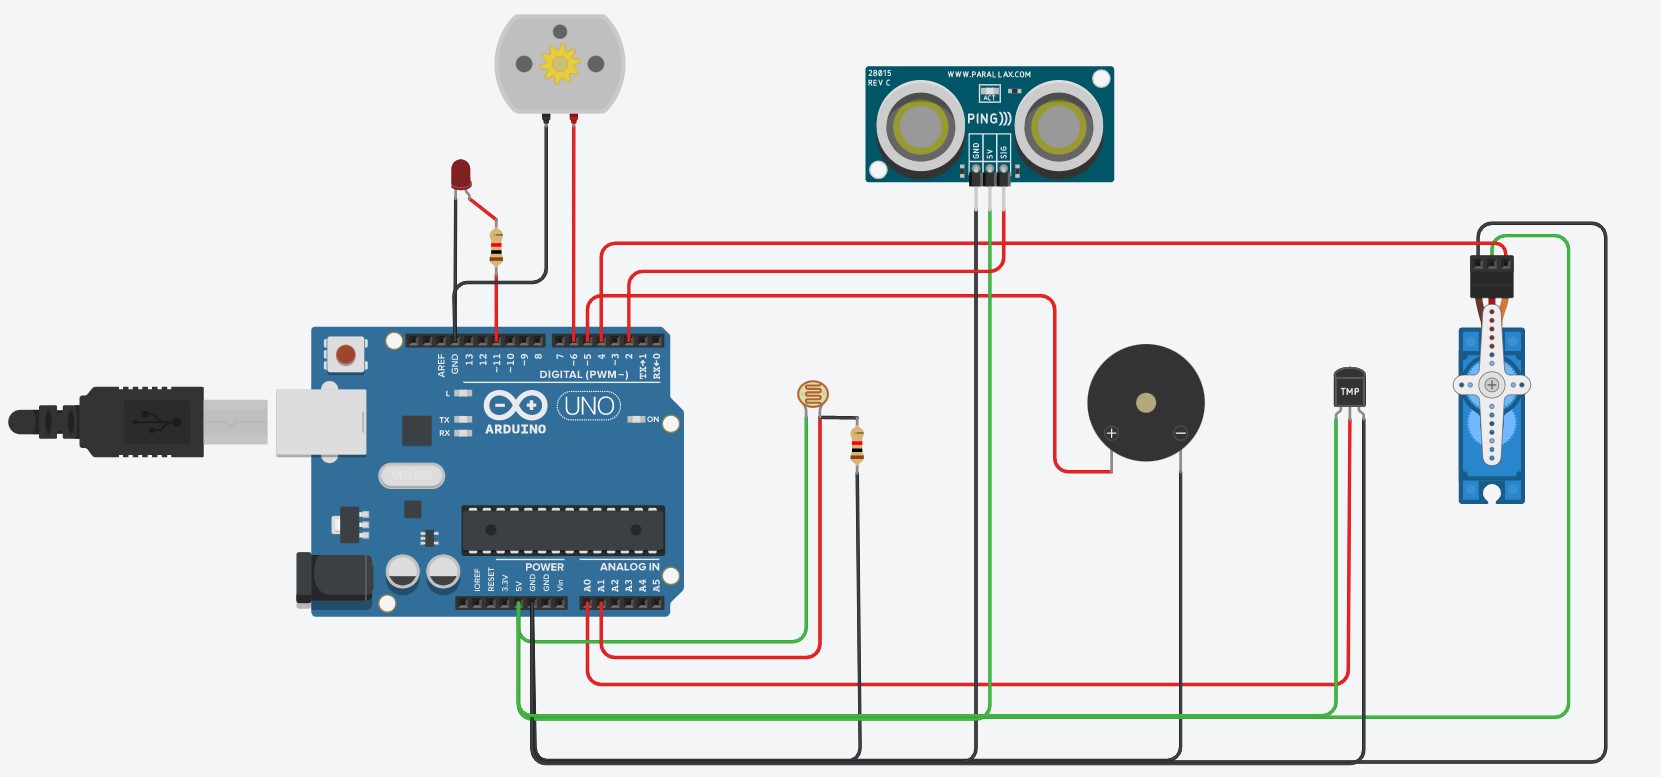 28015
REV C
WWW.PARALLAX.COM
ACT
PING)))
GND
5V
SIG
AREF
GND
13
12
~11
~10
~9
8
7
~6
~5
4
~3
2
TX→1
RX←0
DIGITAL (PWM~)
L
TX
RX
ARDUINO
UNO
ON
TMP
+
−
POWER
ANALOG IN
IOREF
RESET
3.3V
5V
GND
GND
Vin
A0
A1
A2
A3
A4
A5